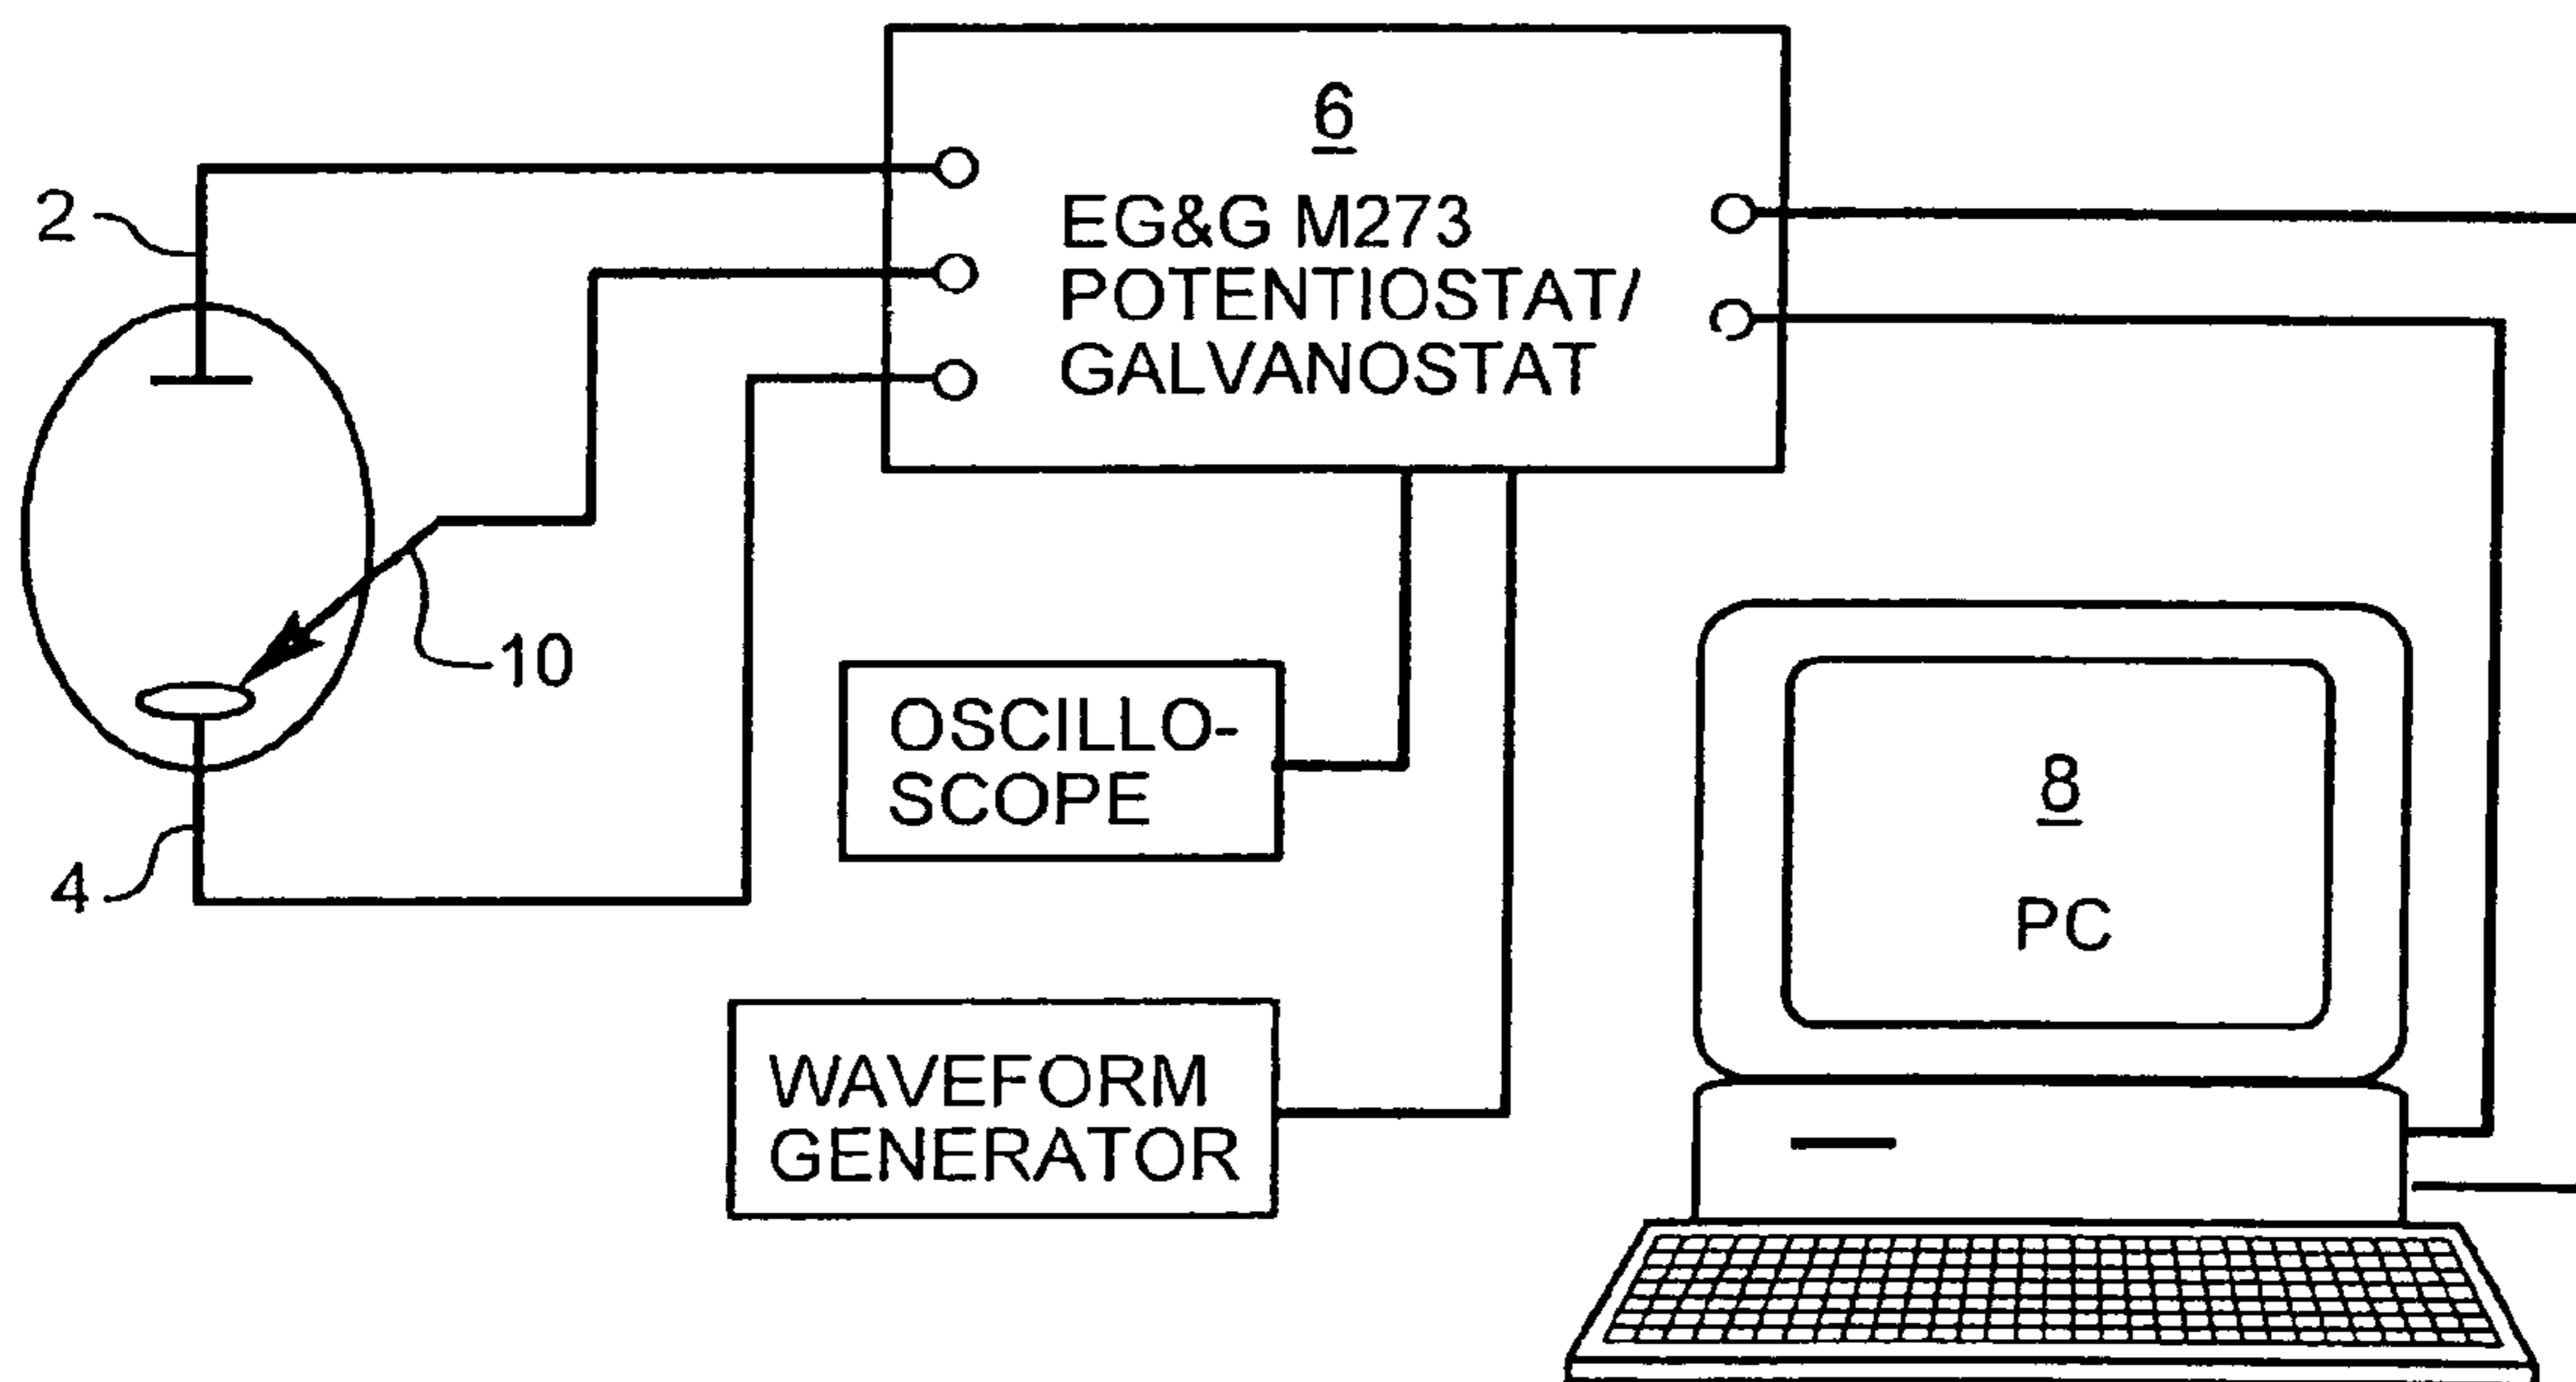 6
EG&G M273
POTENTIOSTAT/
GALVANOSTAT
2
10
4
OSCILLO-
SCOPE
WAVEFORM
GENERATOR
8
PC